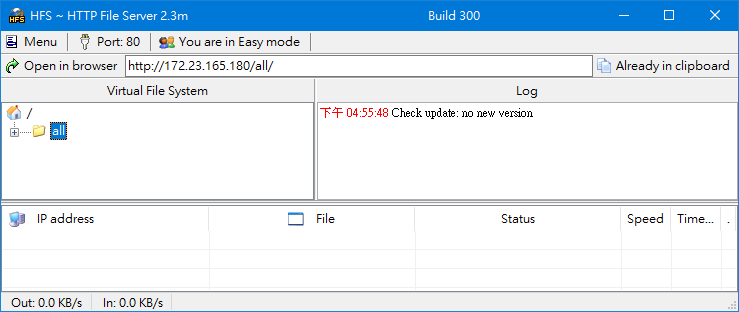 HFS ~ HTTP File Server 2.3m Build 300
Menu Port: 80 You are in Easy mode
Open in browser http://172.23.165.180/all/ Already in clipboard
Virtual File System Log
/ 下午 04:55:48 Check update: no new version
all
IP address File Status Speed Time... .
Out: 0.0 KB/s In: 0.0 KB/s